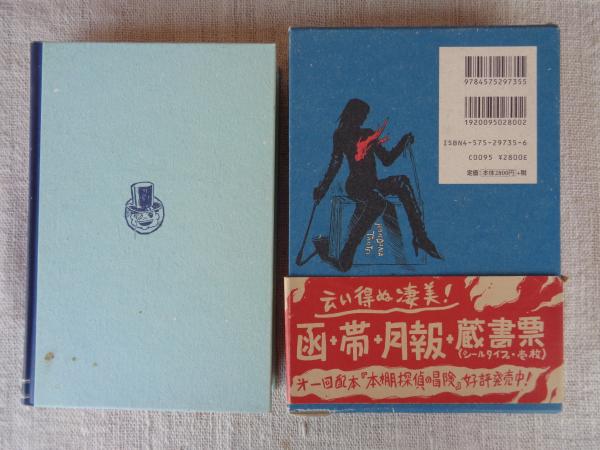 9784575297355
1920095028002
ISBN4-575-29735-6
C0095 ¥2800E
定価:本体2800円+税
云い得ぬ凄美!
函+帯+月報+蔵書票
(シールタイプ・壱枚)
才一回配本『本棚探偵の冒険』好評発売中!